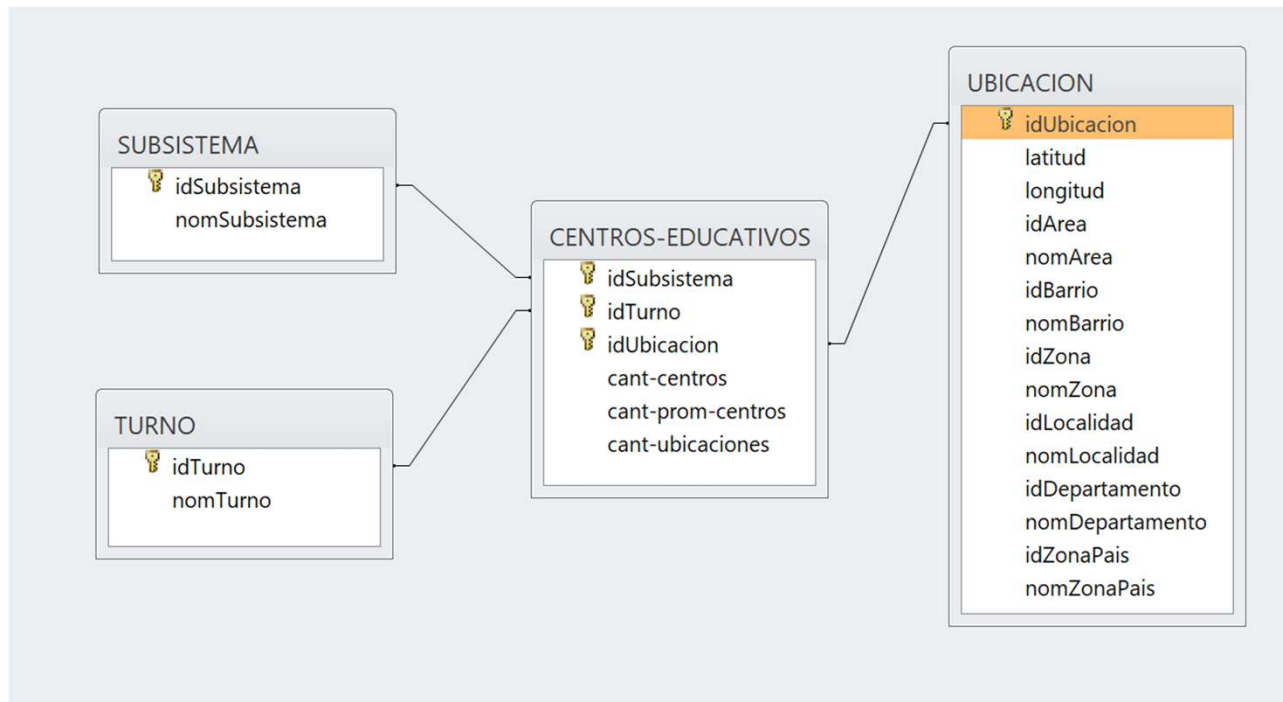 SUBSISTEMA
idSubsistema
nomSubsistema
TURNO
idTurno
nomTurno
CENTROS-EDUCATIVOS
idSubsistema
idTurno
idUbicacion
cant-centros
cant-prom-centros
cant-ubicaciones
UBICACION
idUbicacion
latitud
longitud
idArea
nomArea
idBarrio
nomBarrio
idZona
nomZona
idLocalidad
nomLocalidad
idDepartamento
nomDepartamento
idZonaPais
nomZonaPais